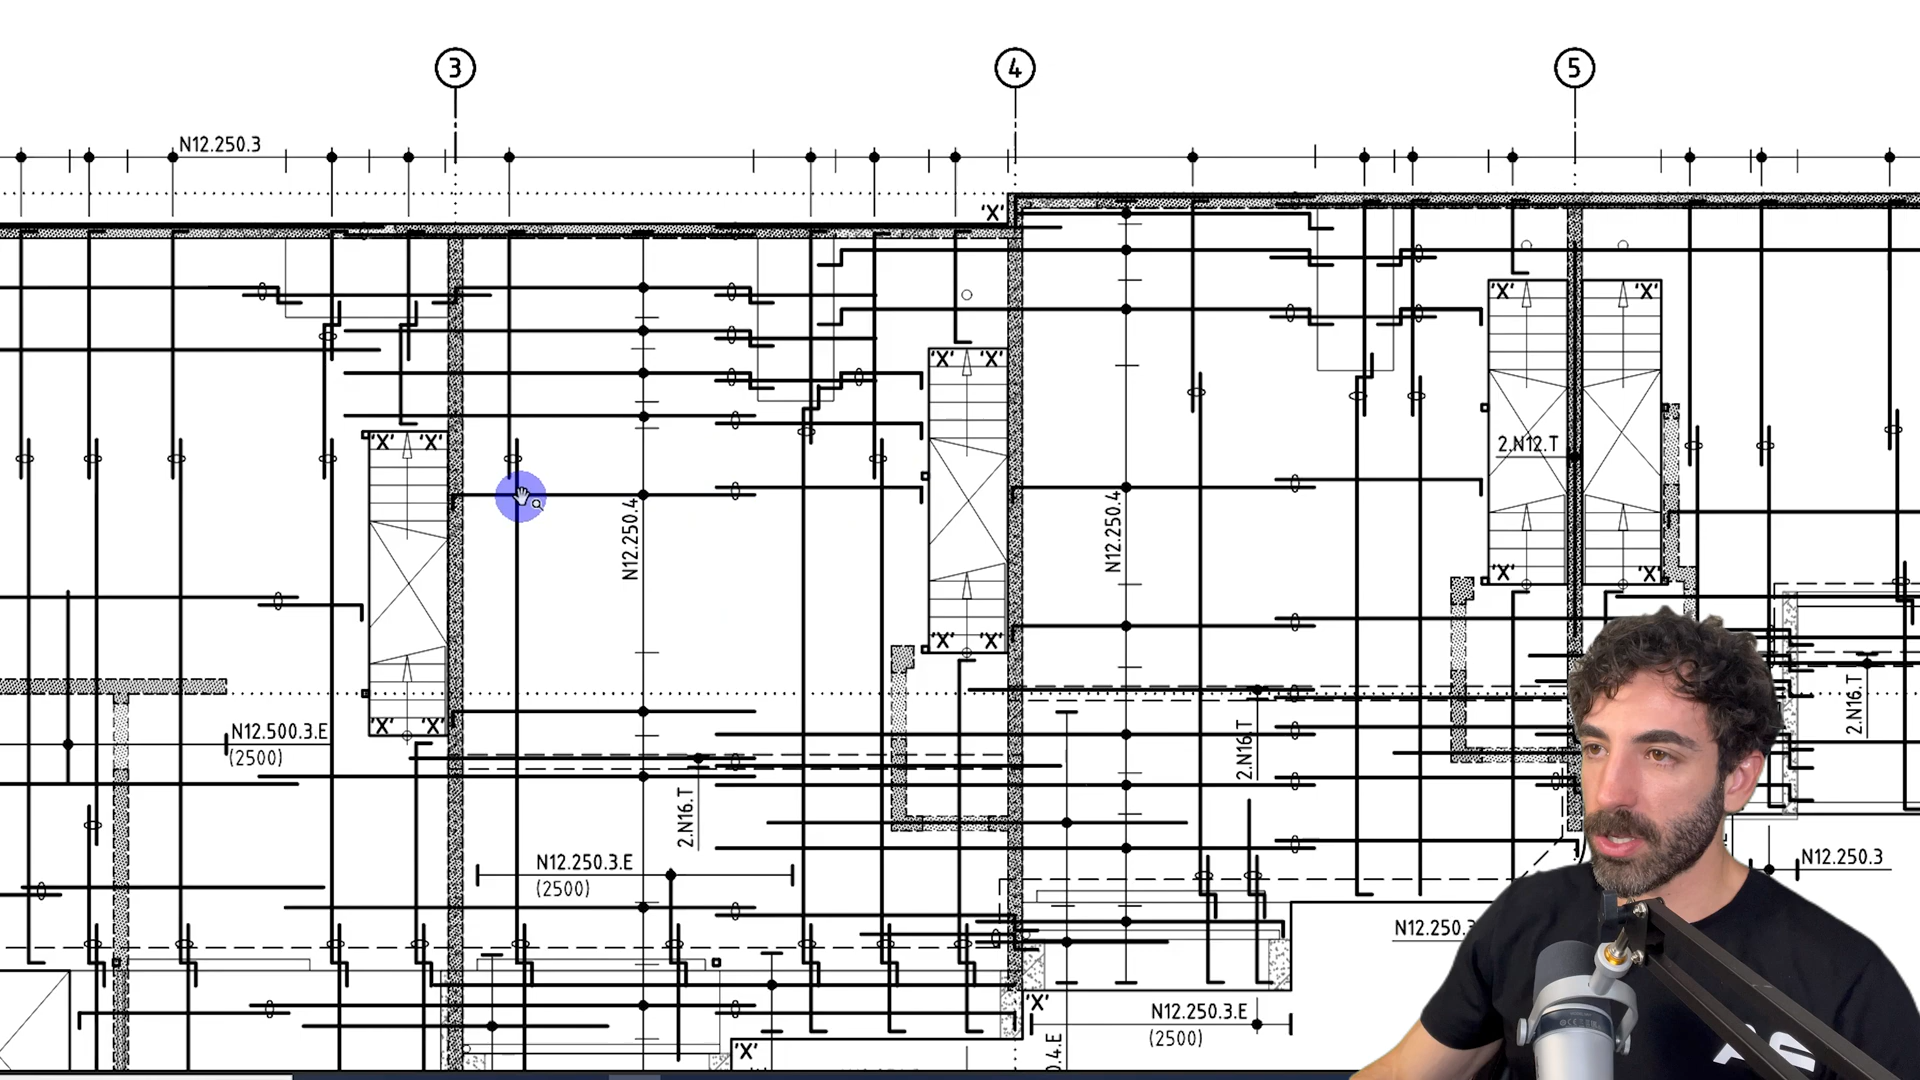 3
4
5
N12.250.3
'X'
'X' 'X'
'X' 'X'
'X' 'X'
2.N12.T
N12.250.4
N12.250.4
'X' 'X'
'X' 'X'
2.N16.T
N12.500.3.E
(2500)
'X' 'X'
2.N16.T
2.N16.T
N12.250.3.E
(2500)
N12.250.3
N12.250.3
N12.250.3.E
(2500)
'X'
'X'
0.4.E